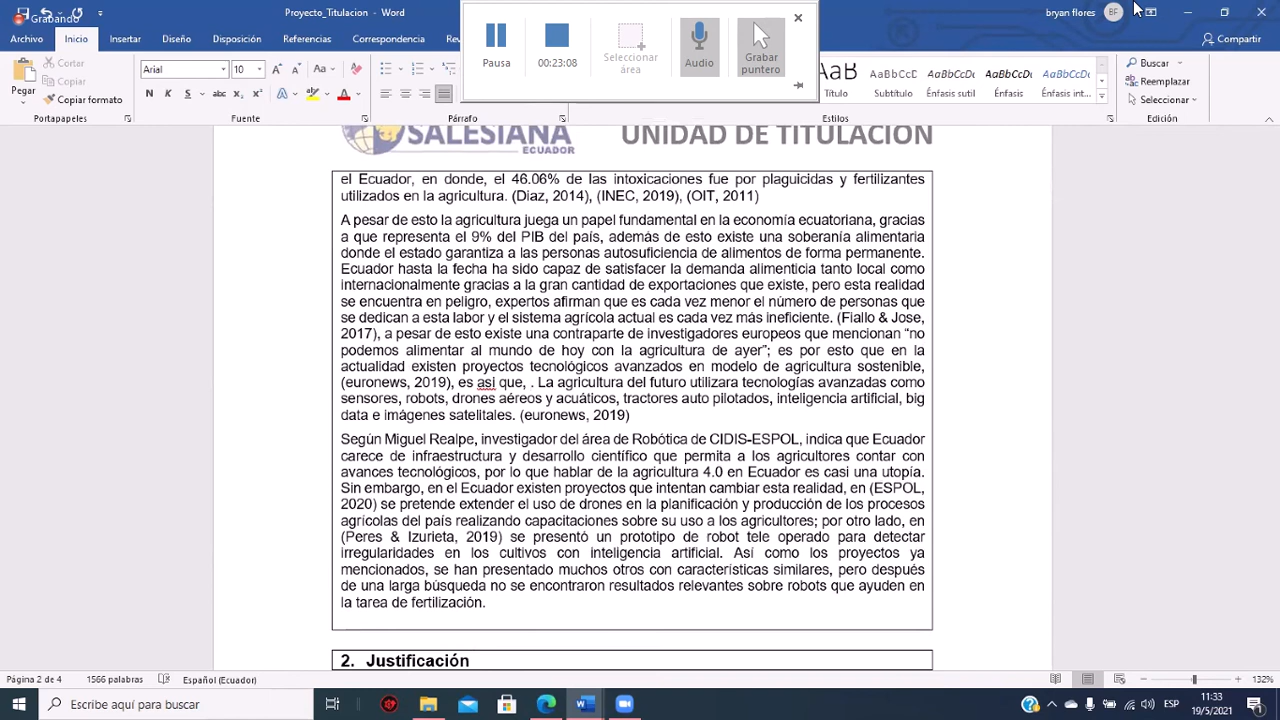 bryan flores
BF
Archivo
Inicio
Insertar
Diseño
Disposición
Compartir
Pausa
00:23:08
Seleccionar
área
Audio
Grabar
puntero
Pegar
Cortar
Copiar
Copiar formato
Arial
10
N
Portapapeles
Fuente
Párrafo
Título
AaBbCcD
Subtítulo
AaBbCcDc
Énfasis sutil
AaBbCcDc
Énfasis
AaBbCcDc
Énfasis int...
Estilos
Buscar
Reemplazar
Seleccionar
Edición
SALESIANA
ECUADOR
UNIDAD DE TITULACIÓN
el Ecuador, en donde, el 46.06% de las intoxicaciones fue por plaguicidas y fertilizantes
utilizados en la agricultura. (Diaz, 2014), (INEC, 2019), (OIT, 2011)
A pesar de esto la agricultura juega un papel fundamental en la economía ecuatoriana, gracias
a que representa el 9% del PIB del país, además de esto existe una soberanía alimentaria
donde el estado garantiza a las personas autosuficiencia de alimentos de forma permanente.
Ecuador hasta la fecha ha sido capaz de satisfacer la demanda alimenticia tanto local como
internacionalmente gracias a la gran cantidad de exportaciones que existe, pero esta realidad
se encuentra en peligro, expertos afirman que es cada vez menor el número de personas que
se dedican a esta labor y el sistema agrícola actual es cada vez más ineficiente. (Fiallo & Jose,
2017), a pesar de esto existe una contraparte de investigadores europeos que mencionan “no
podemos alimentar al mundo de hoy con la agricultura de ayer”; es por esto que en la
actualidad existen proyectos tecnológicos avanzados en modelo de agricultura sostenible,
(euronews, 2019), es asi que, . La agricultura del futuro utilizara tecnologías avanzadas como
sensores, robots, drones aéreos y acuáticos, tractores auto pilotados, inteligencia artificial, big
data e imágenes satelitales. (euronews, 2019)
Según Miguel Realpe, investigador del área de Robótica de CIDIS-ESPOL, indica que Ecuador
carece de infraestructura y desarrollo científico que permita a los agricultores contar con
avances tecnológicos, por lo que hablar de la agricultura 4.0 en Ecuador es casi una utopía.
Sin embargo, en el Ecuador existen proyectos que intentan cambiar esta realidad, en (ESPOL,
2020) se pretende extender el uso de drones en la planificación y producción de los procesos
agrícolas del país realizando capacitaciones sobre su uso a los agricultores; por otro lado, en
(Peres & Izurieta, 2019) se presentó un prototipo de robot tele operado para detectar
irregularidades en los cultivos con inteligencia artificial. Así como los proyectos ya
mencionados, se han presentado muchos otros con características similares, pero después
de una larga búsqueda no se encontraron resultados relevantes sobre robots que ayuden en
la tarea de fertilización.
2. Justificación
Página 2 de 4
1566 palabras
Español (Ecuador)
132%
Escribe aquí para buscar
ESP
11:33
19/5/2021